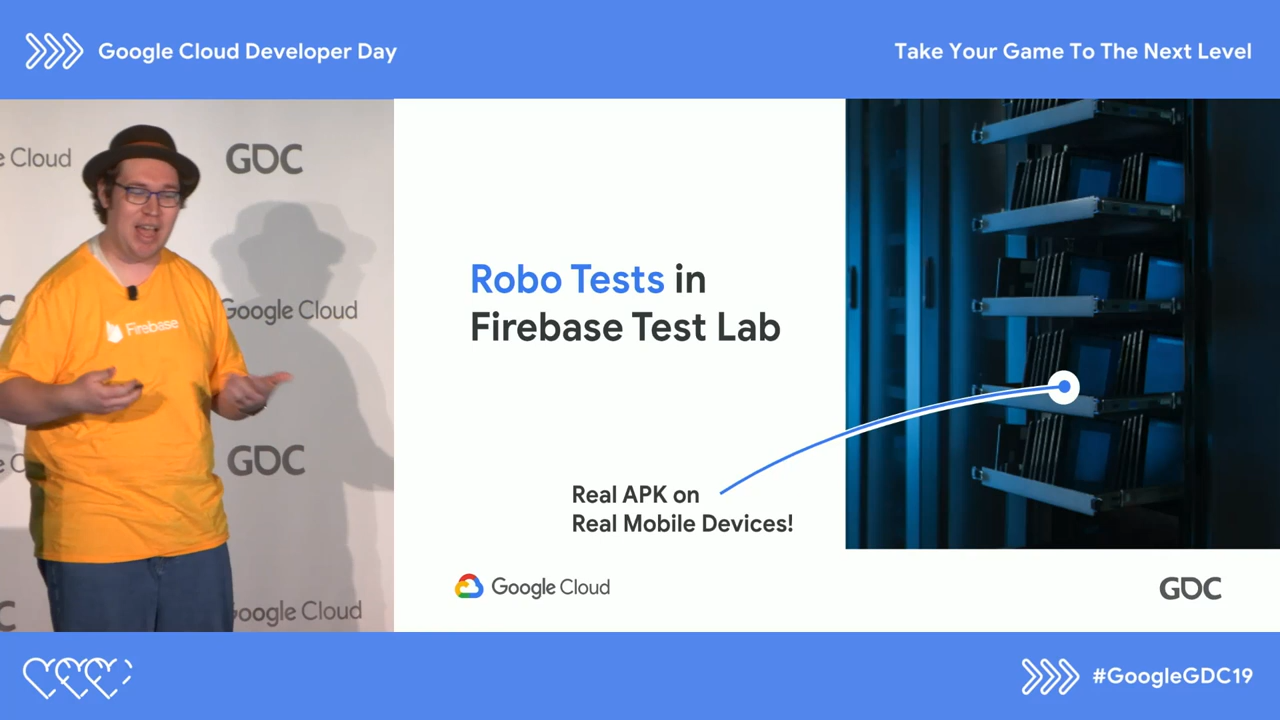 Google Cloud Developer Day
Take Your Game To The Next Level
e Cloud
GDC
Google Cloud
Firebase
GDC
Google Cloud
Robo Tests in
Firebase Test Lab
Real APK on
Real Mobile Devices!
Google Cloud
GDC
#GoogleGDC19